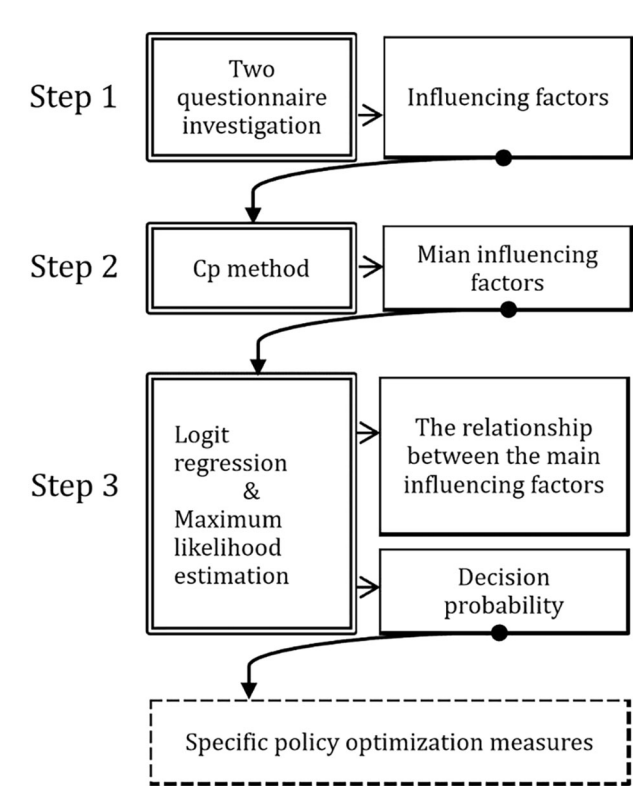 Step 1
Two
questionnaire
investigation
Influencing factors
Step 2
Cp method
Mian influencing
factors
Step 3
Logit
regression
&
Maximum
likelihood
estimation
The relationship
between the main
influencing factors
Decision
probability
Specific policy optimization measures